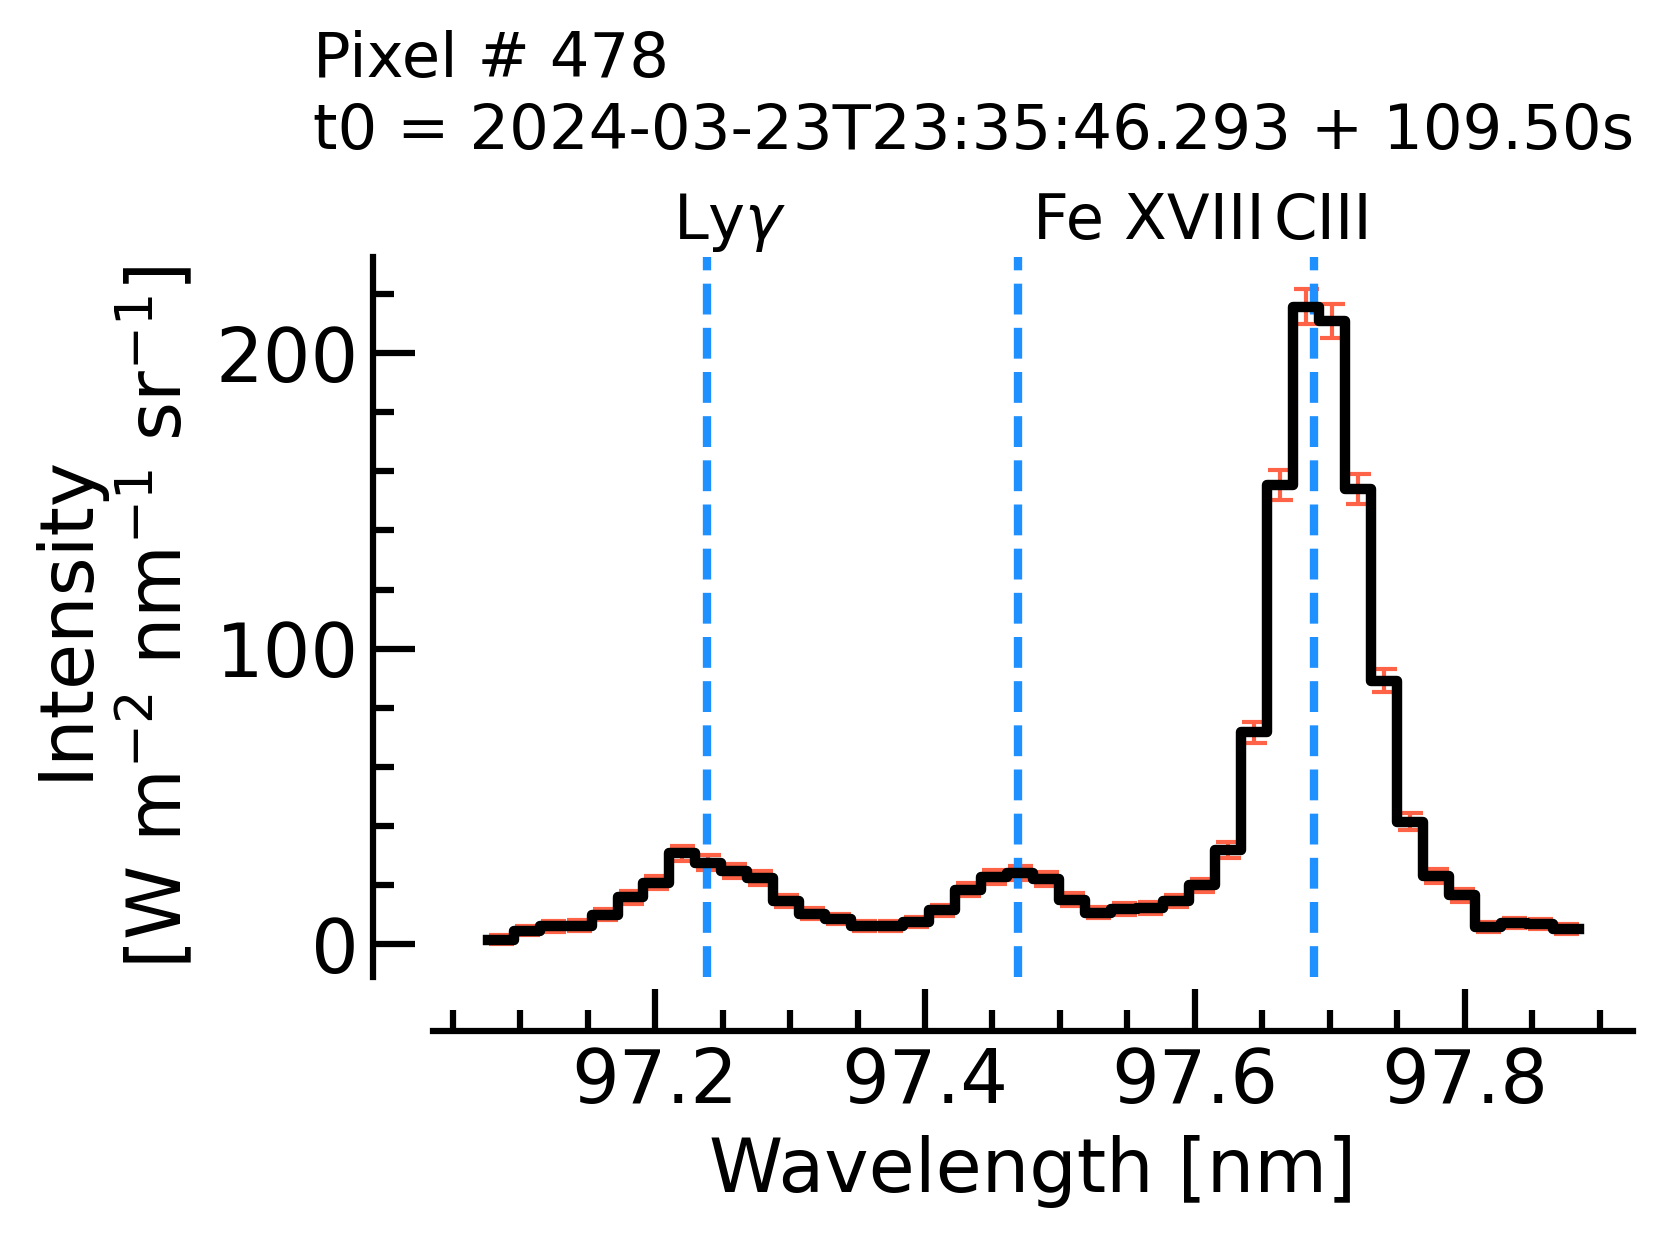 Pixel # 478
t0 = 2024-03-23T23:35:46.293 + 109.50s
Lyγ Fe XVIII CIII
Intensity
[W m⁻² nm⁻¹ sr⁻¹]
200
100
0
97.2 97.4 97.6 97.8
Wavelength [nm]